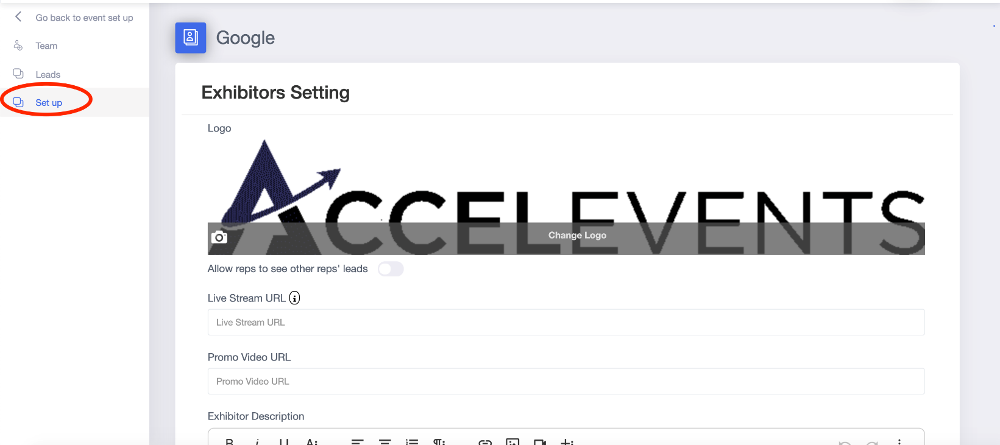 Go back to event set up
Team
Leads
Set up
Google
Exhibitors Setting
Logo
ACCELEVENTS
Change Logo
Allow reps to see other reps' leads
Live Stream URL
Live Stream URL
Promo Video URL
Promo Video URL
Exhibitor Description